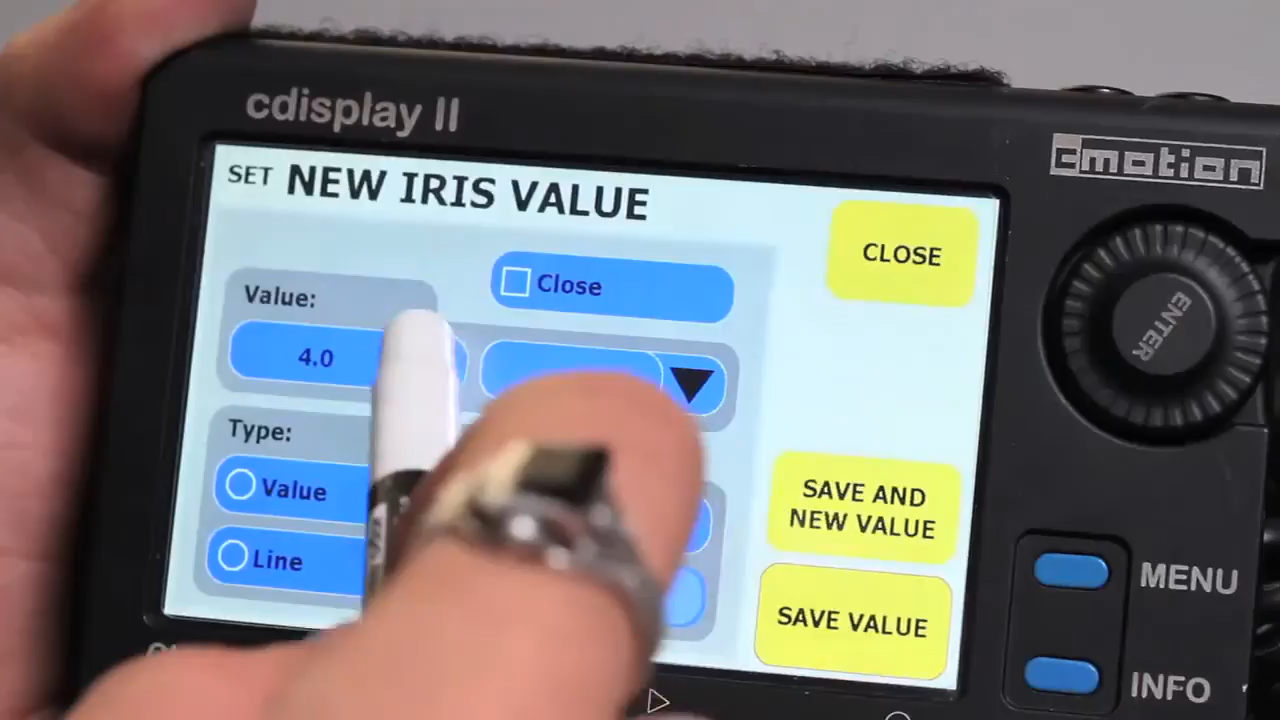 cdisplay II
cmotion
SET NEW IRIS VALUE
CLOSE
Close
Value:
4.0
ENTER
Type:
Value
Line
SAVE AND
NEW VALUE
SAVE VALUE
MENU
INFO